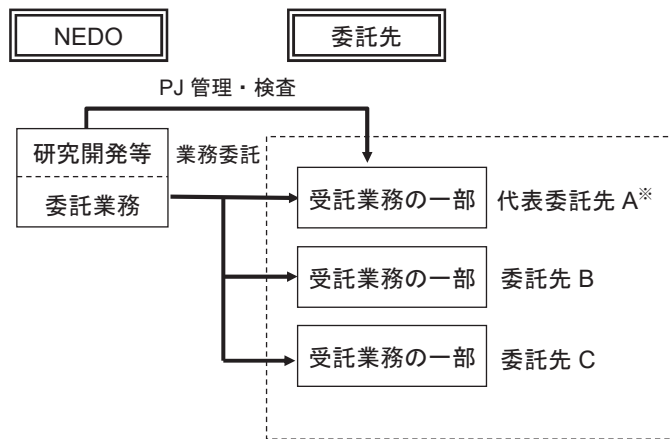 NEDO
委託先
PJ 管理・検査
研究開発等
委託業務
業務委託
受託業務の一部
代表委託先 A※
受託業務の一部
委託先 B
受託業務の一部
委託先 C